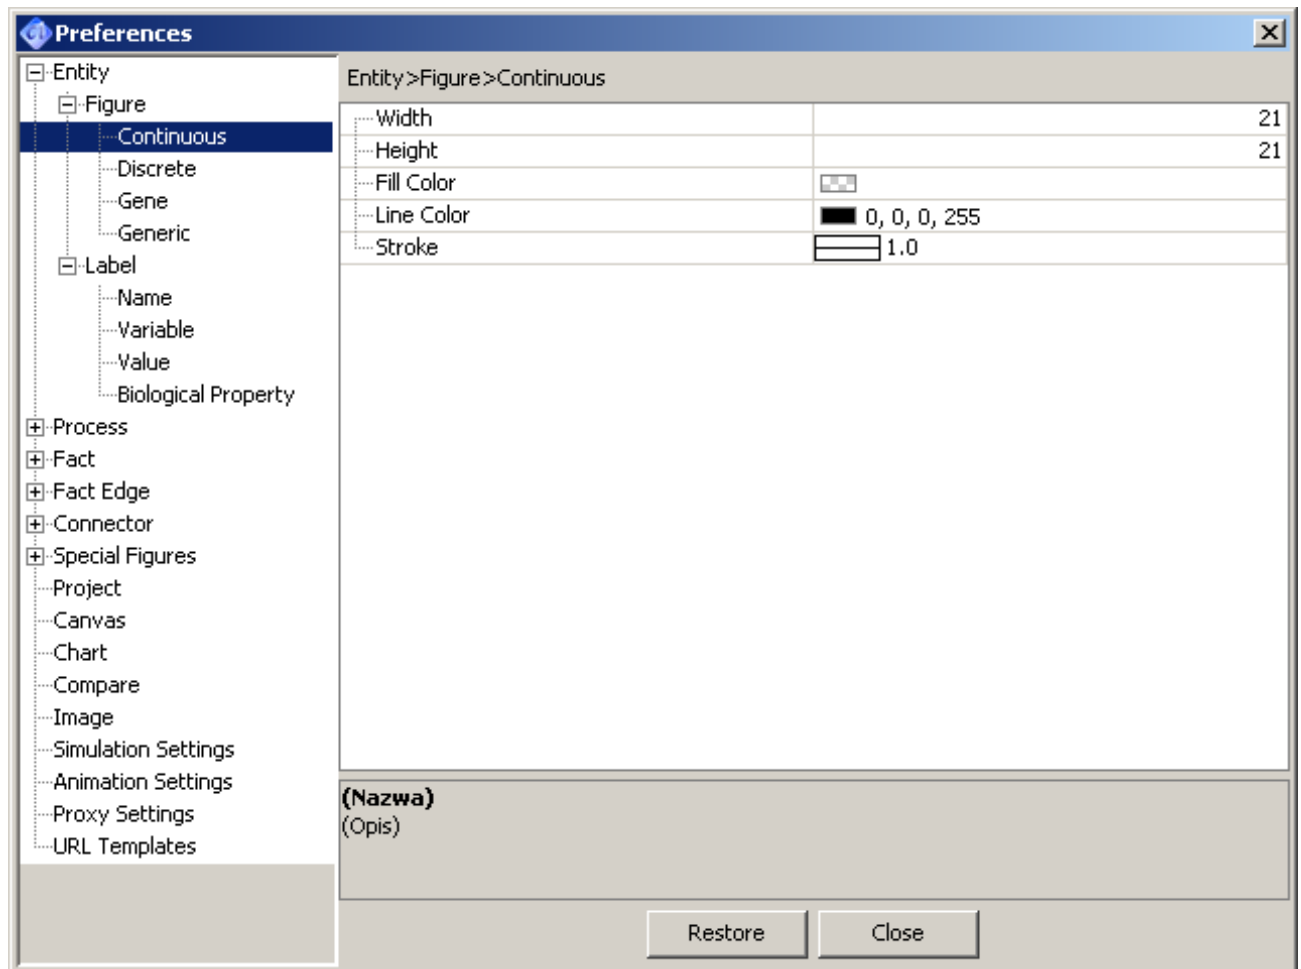 Preferences
Entity
Figure
Continuous
Discrete
Gene
Generic
Label
Name
Variable
Value
Biological Property
Process
Fact
Fact Edge
Connector
Special Figures
Project
Canvas
Chart
Compare
Image
Simulation Settings
Animation Settings
Proxy Settings
URL Templates
Entity>Figure>Continuous
Width 21
Height 21
Fill Color
Line Color 0, 0, 0, 255
Stroke 1.0
(Nazwa)
(Opis)
Restore Close